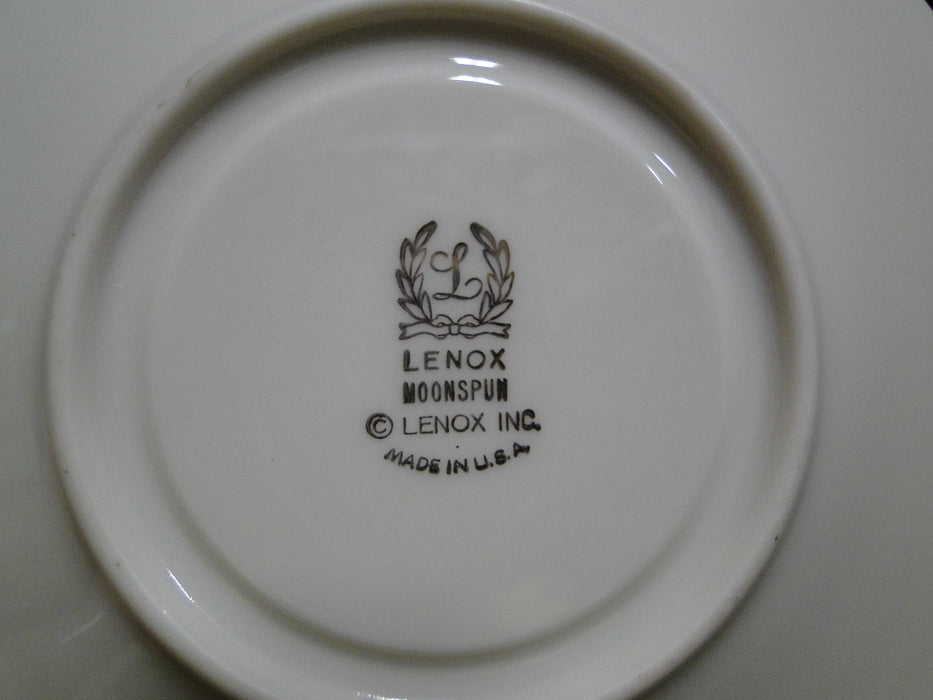 L
LENOX
MOONSPUN
© LENOX INC.
MADE IN U.S.A.